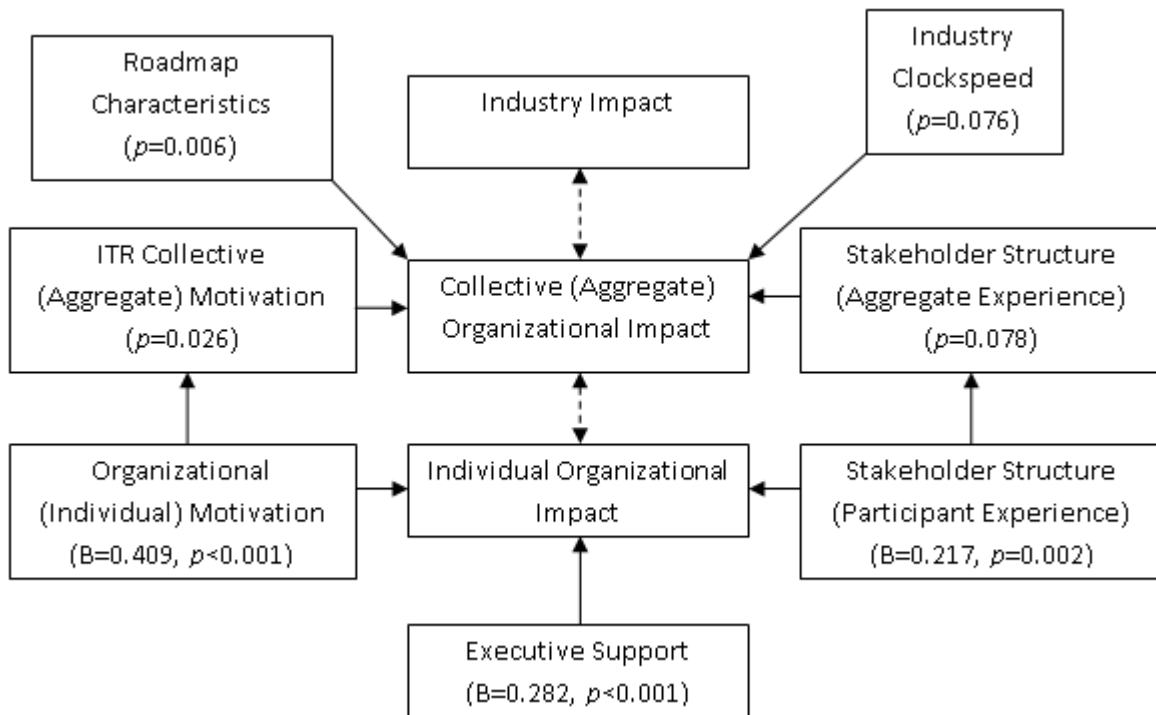 Roadmap
Characteristics
(p=0.006)
Industry Impact
Industry
Clockspeed
(p=0.076)
ITR Collective
(Aggregate) Motivation
(p=0.026)
Collective (Aggregate)
Organizational Impact
Stakeholder Structure
(Aggregate Experience)
(p=0.078)
Organizational
(Individual) Motivation
(B=0.409, p<0.001)
Individual Organizational
Impact
Stakeholder Structure
(Participant Experience)
(B=0.217, p=0.002)
Executive Support
(B=0.282, p<0.001)